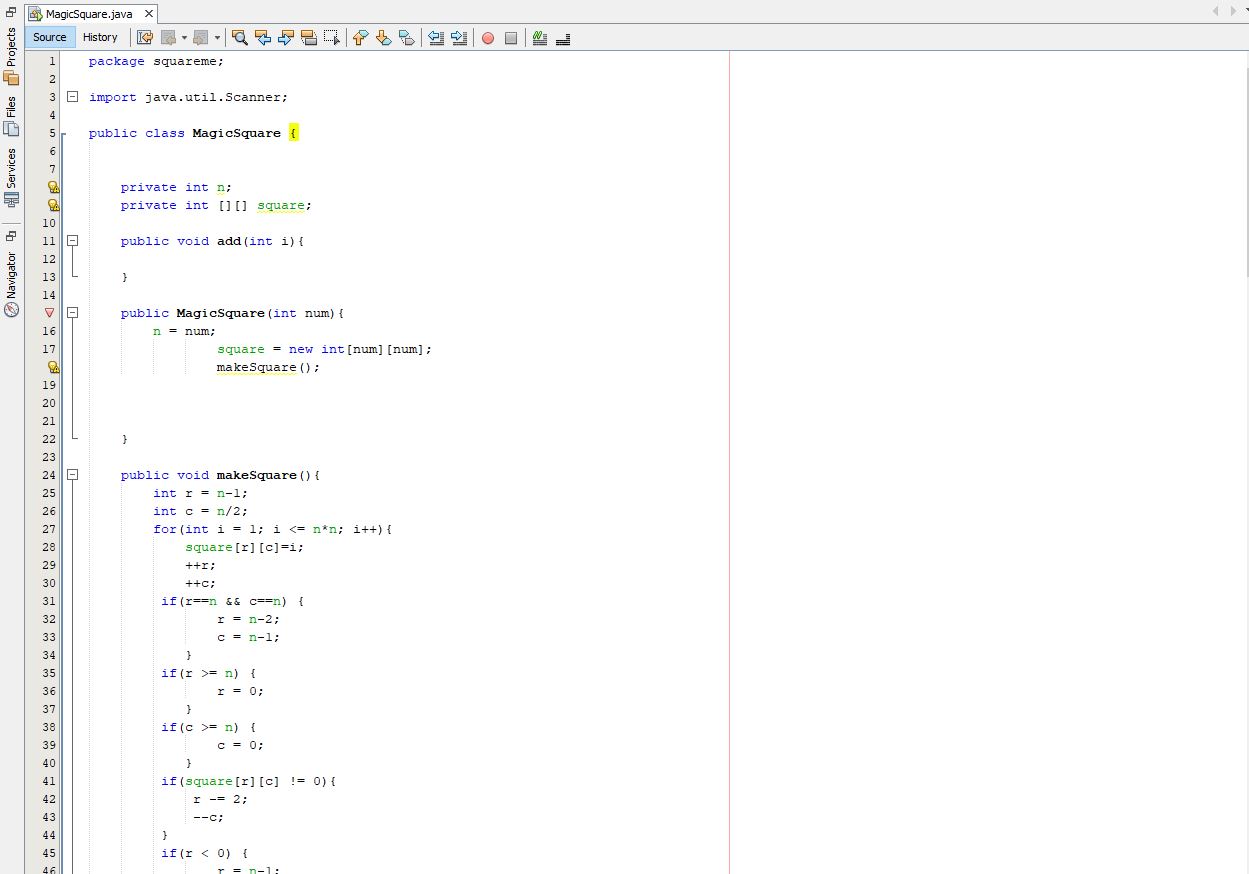 MagicSquare.java
Source History
Projects
Files
Services
Navigator
1 package squareme;
2
3 import java.util.Scanner;
4
5 public class MagicSquare {
6
7
private int n;
private int [][] square;
10
11 public void add(int i){
12
13 }
14
public MagicSquare(int num){
16 n = num;
17 square = new int[num][num];
makeSquare();
19
20
21
22 }
23
24 public void makeSquare(){
25 int r = n-1;
26 int c = n/2;
27 for(int i = 1; i <= n*n; i++){
28 square[r][c]=i;
29 ++r;
30 ++c;
31 if(r==n && c==n) {
32 r = n-2;
33 c = n-1;
34 }
35 if(r >= n) {
36 r = 0;
37 }
38 if(c >= n) {
39 c = 0;
40 }
41 if(square[r][c] != 0){
42 r -= 2;
43 --c;
44 }
45 if(r < 0) {
46 r = n-1;